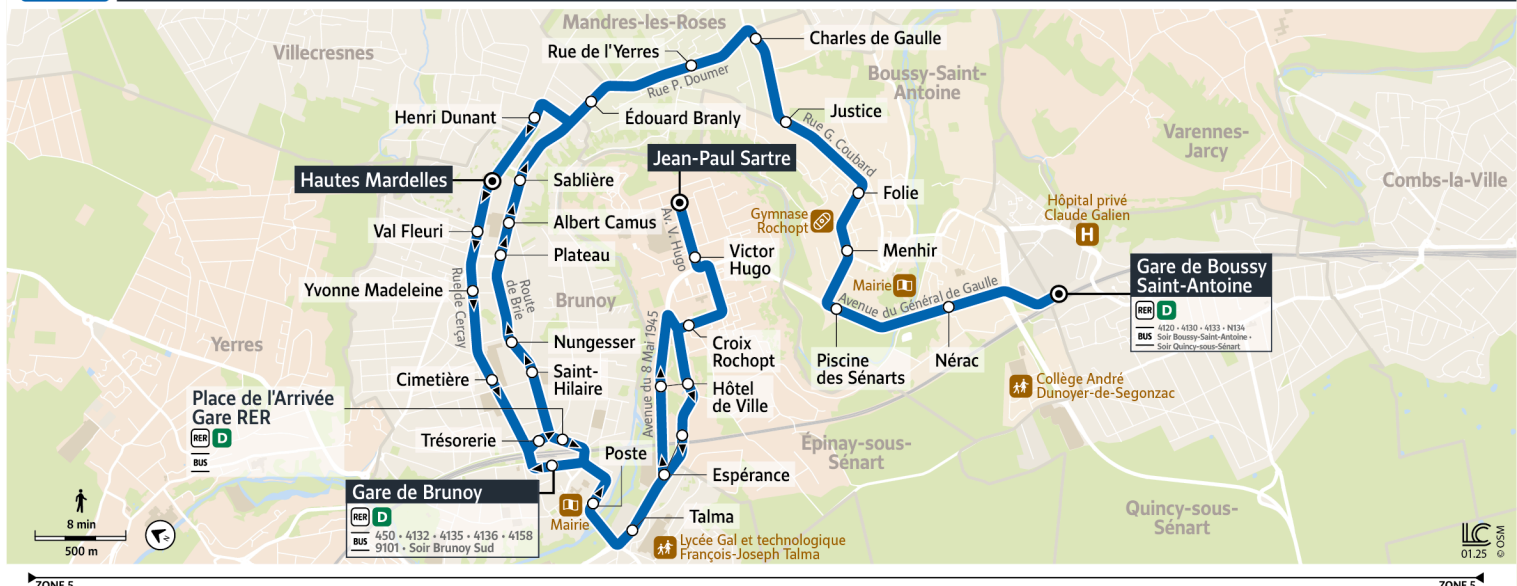 Mandres-les-Roses
Villecresnes
Charles de Gaulle
Rue de l'Yerres
Rue P. Doumer
Boussy-Saint-
Antoine
Henri Dunant
Édouard Branly
Justice
Rue G. Coubard
Varennes-
Jarcy
Jean-Paul Sartre
Hautes Mardelles
Sablière
Combs-la-Ville
Folie
Hôpital privé
Claude Galien
H
Gymnase
Rochopt
Albert Camus
Val Fleuri
Av. V. Hugo
Victor
Hugo
Menhir
Plateau
Gare de Boussy
Saint-Antoine
RER D
BUS
4120 • 4130 • 4133 • N134
Soir Boussy-Saint-Antoine •
Soir Quincy-sous-Sénart
Mairie
Avenue du Général de Gaulle
Yvonne Madeleine
Rue de Cerçay
Route
de Brie
Brunoy
Yerres
Nungesser
Avenue du 8 Mai 1945
Croix
Rochopt
Piscine
des Sénarts
Nérac
Saint-
Hilaire
Cimetière
Hôtel
de Ville
Collège André
Dunoyer-de-Segonzac
Place de l'Arrivée
Gare RER
RER D
BUS
Trésorerie
Poste
Épinay-sous-
Sénart
Espérance
Gare de Brunoy
RER D
BUS
450 • 4132 • 4135 • 4136 • 4158
9101 • Soir Brunoy Sud
Mairie
Talma
Lycée Gal et technologique
François-Joseph Talma
Quincy-sous-
Sénart
8 min
500 m
N
LC
01.25
© OSM
ZONE 5
ZONE 5